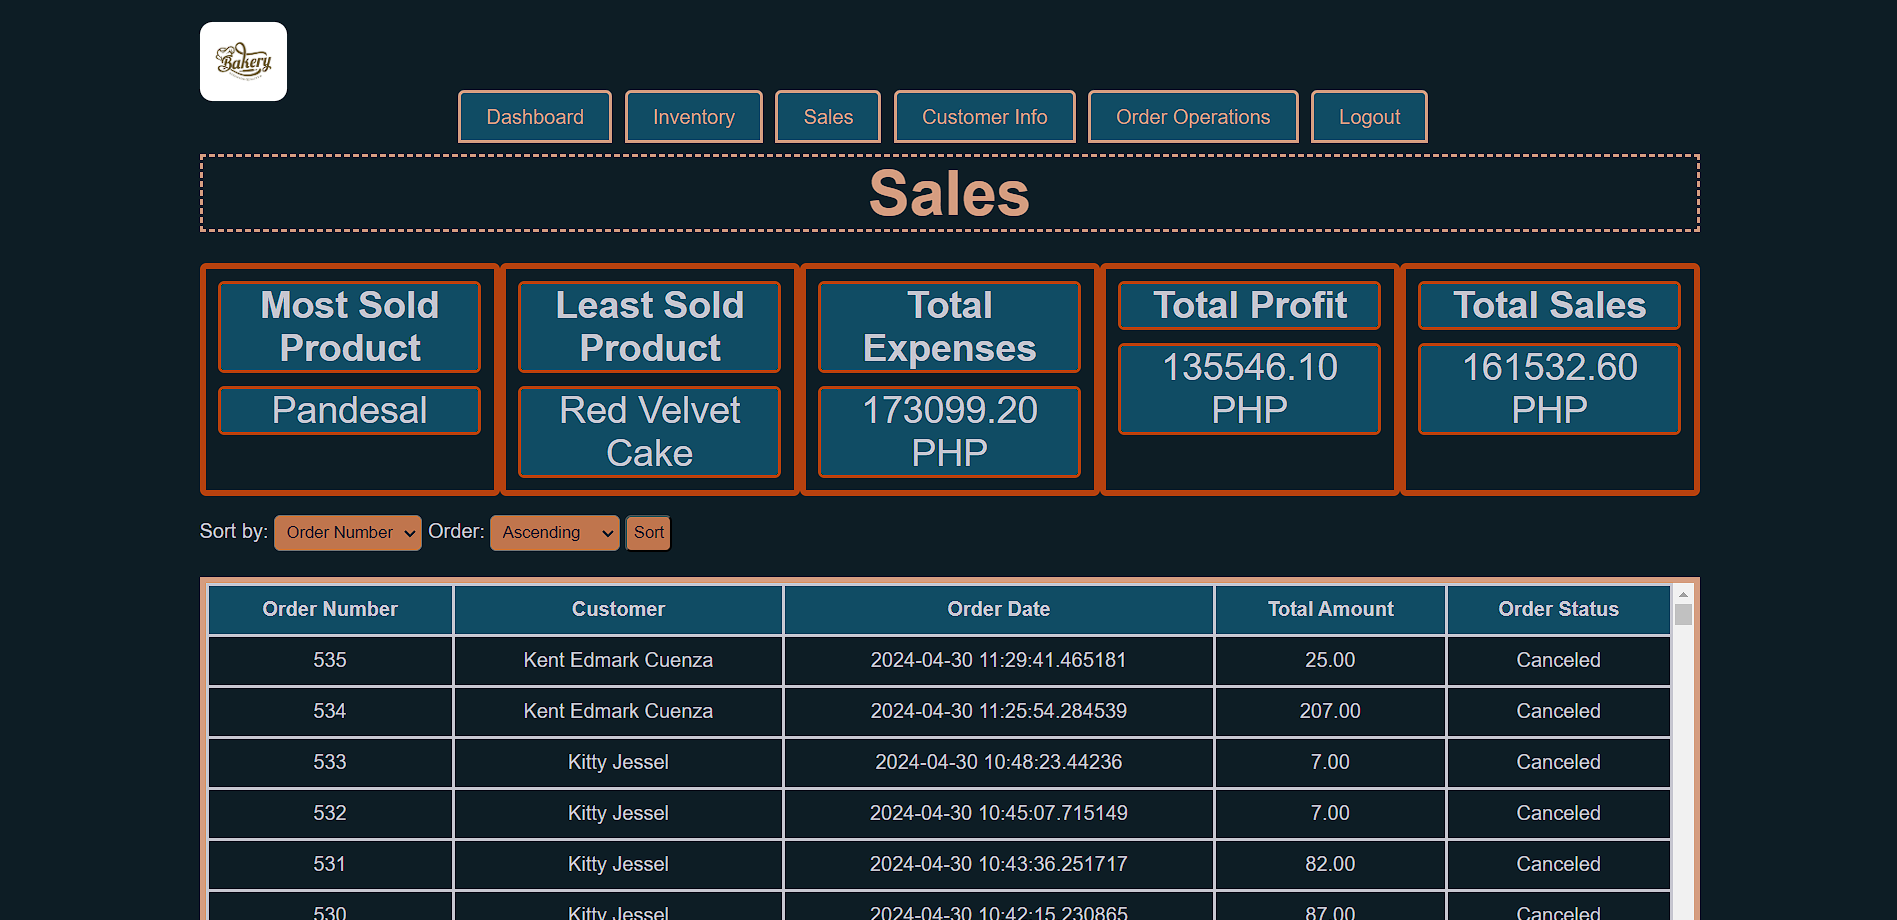 Bakery
Dashboard Inventory Sales Customer Info Order Operations Logout
Sales
Most Sold Product
Pandesal
Least Sold Product
Red Velvet Cake
Total Expenses
173099.20 PHP
Total Profit
135546.10 PHP
Total Sales
161532.60 PHP
Sort by: Order Number Order: Ascending Sort
Order Number Customer Order Date Total Amount Order Status
535 Kent Edmark Cuenza 2024-04-30 11:29:41.465181 25.00 Canceled
534 Kent Edmark Cuenza 2024-04-30 11:25:54.284539 207.00 Canceled
533 Kitty Jessel 2024-04-30 10:48:23.44236 7.00 Canceled
532 Kitty Jessel 2024-04-30 10:45:07.715149 7.00 Canceled
531 Kitty Jessel 2024-04-30 10:43:36.251717 82.00 Canceled
530 Kitty Jessel 2024-04-30 10:42:15.230865 87.00 Canceled